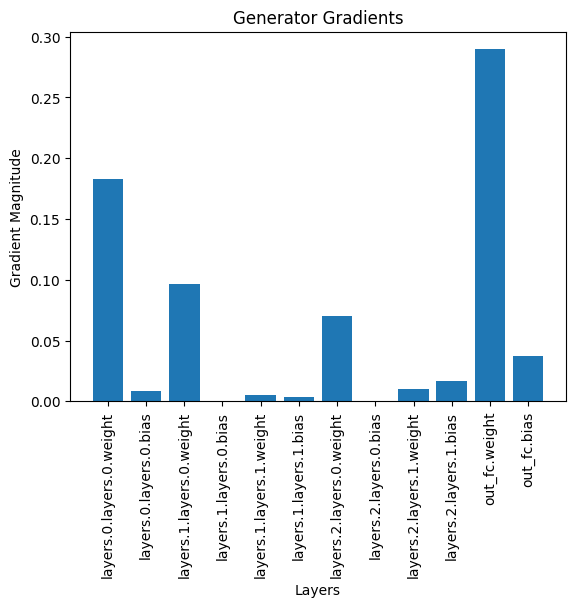 Generator Gradients
Gradient Magnitude
0.30
0.25
0.20
0.15
0.10
0.05
0.00
layers.0.layers.0.weight
layers.0.layers.0.bias
layers.1.layers.0.weight
layers.1.layers.0.bias
layers.1.layers.1.weight
layers.1.layers.1.bias
layers.2.layers.0.weight
layers.2.layers.0.bias
layers.2.layers.1.weight
layers.2.layers.1.bias
out_fc.weight
out_fc.bias
Layers